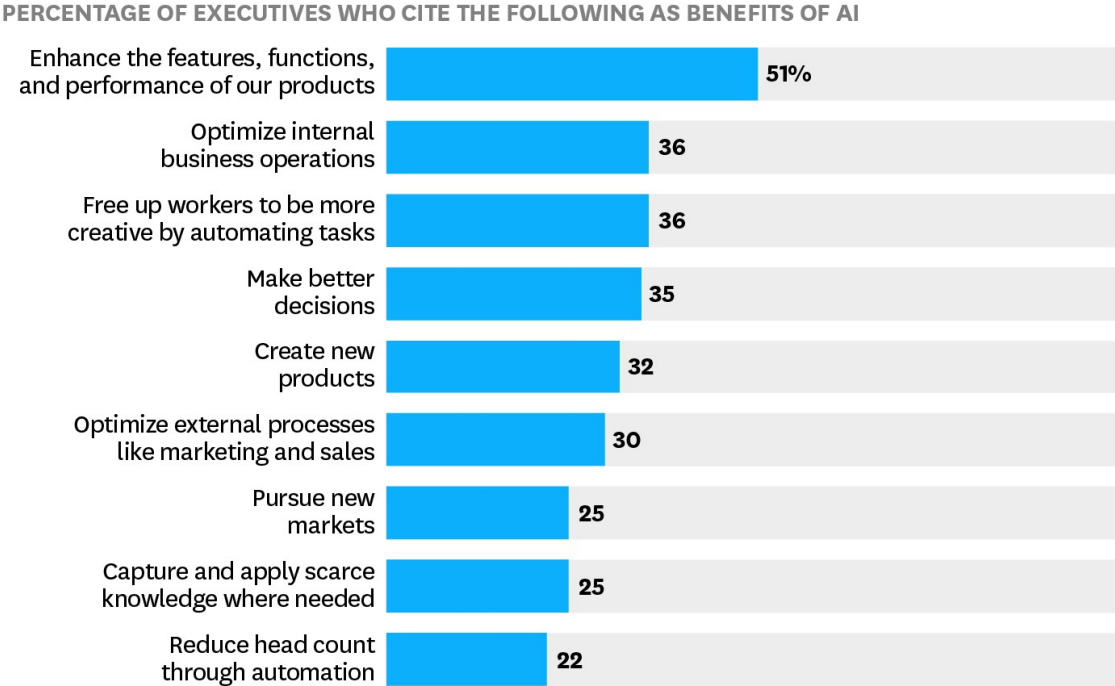 PERCENTAGE OF EXECUTIVES WHO CITE THE FOLLOWING AS BENEFITS OF AI
Enhance the features, functions,
and performance of our products
51%
Optimize internal
business operations
36
Free up workers to be more
creative by automating tasks
36
Make better
decisions
35
Create new
products
32
Optimize external processes
like marketing and sales
30
Pursue new
markets
25
Capture and apply scarce
knowledge where needed
25
Reduce head count
through automation
22